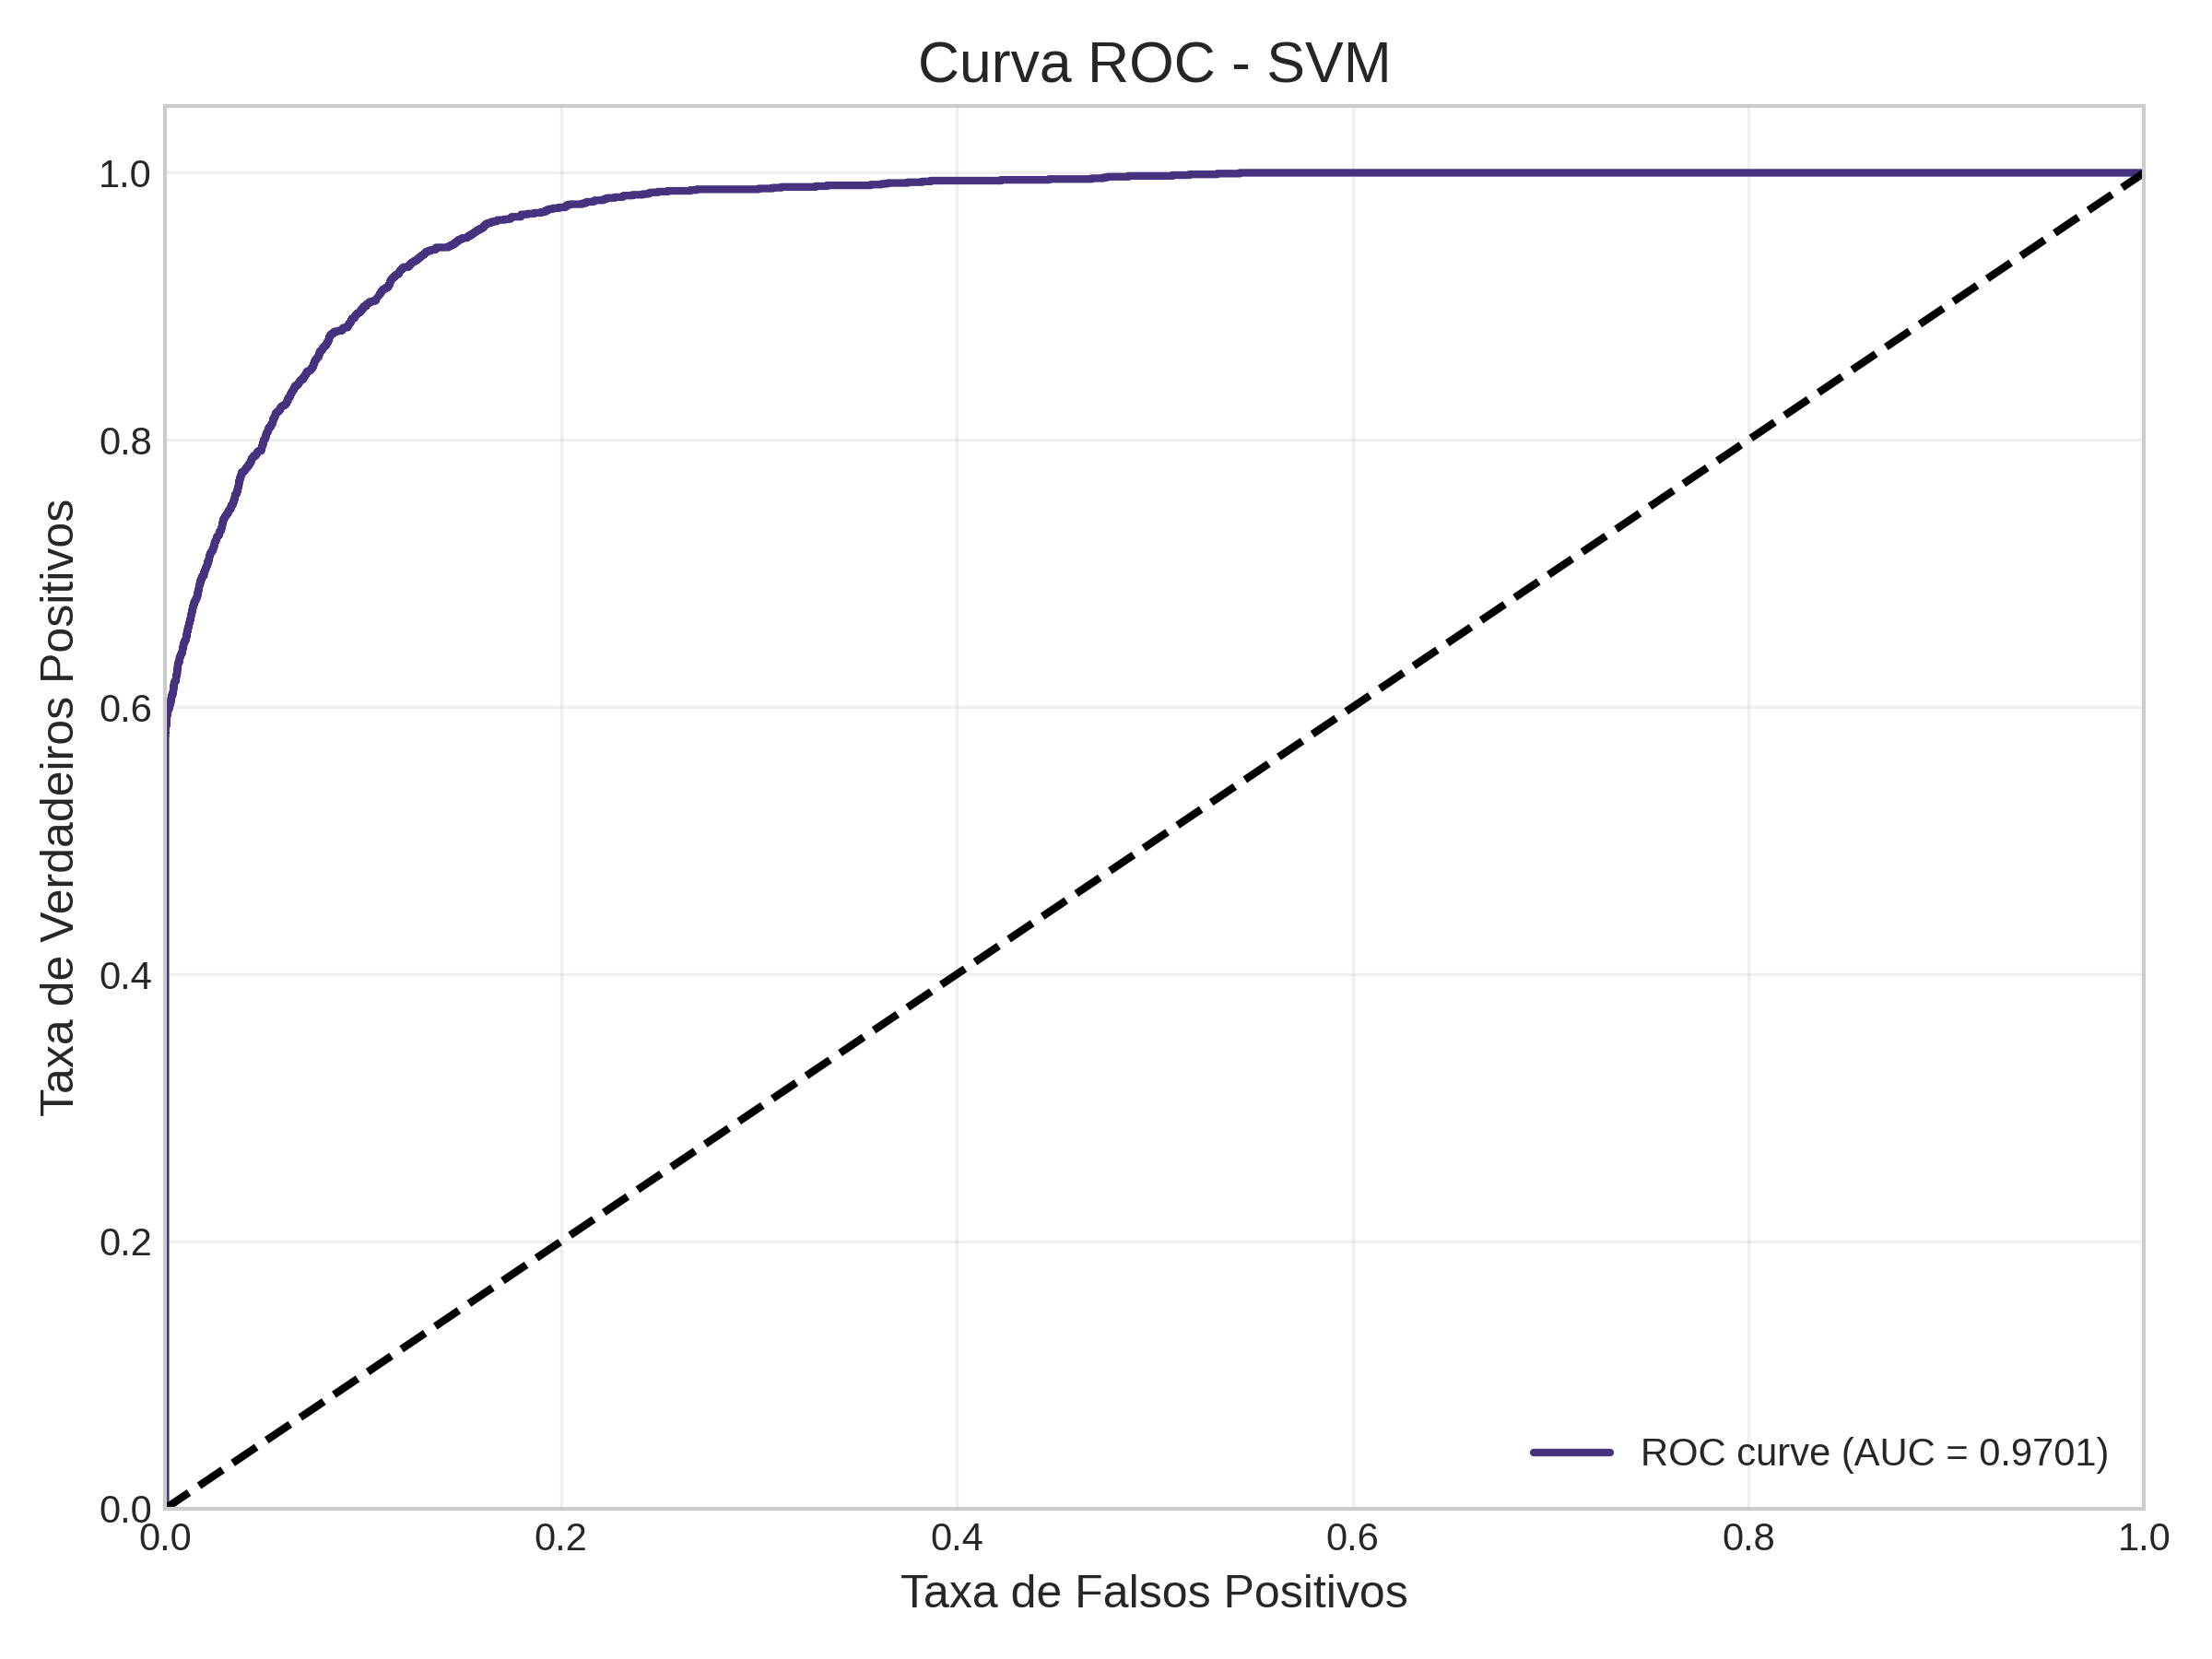 Curva ROC - SVM
Taxa de Verdadeiros Positivos
1.0
0.8
0.6
0.4
0.2
0.0
0.0 0.2 0.4 0.6 0.8 1.0
Taxa de Falsos Positivos
ROC curve (AUC = 0.9701)